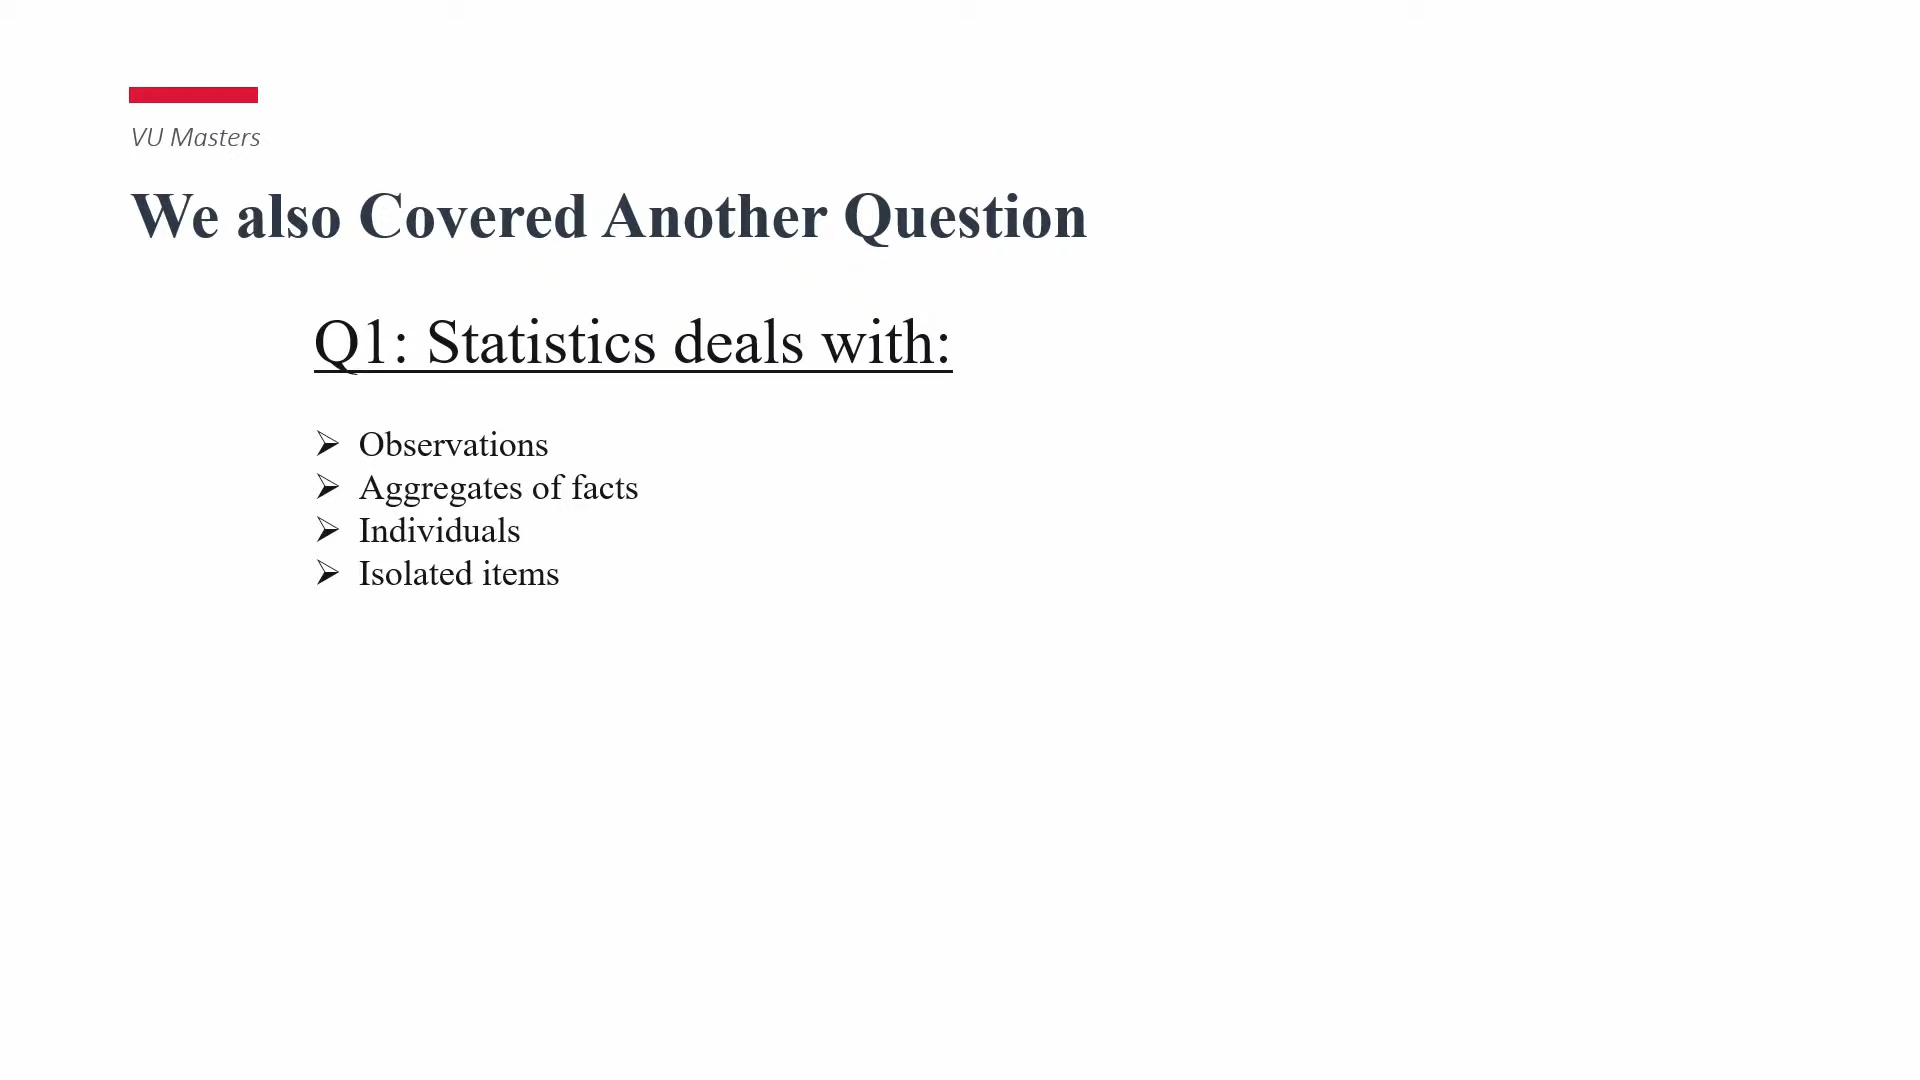 VU Masters
We also Covered Another Question
Q1: Statistics deals with:
➢ Observations
➢ Aggregates of facts
➢ Individuals
➢ Isolated items